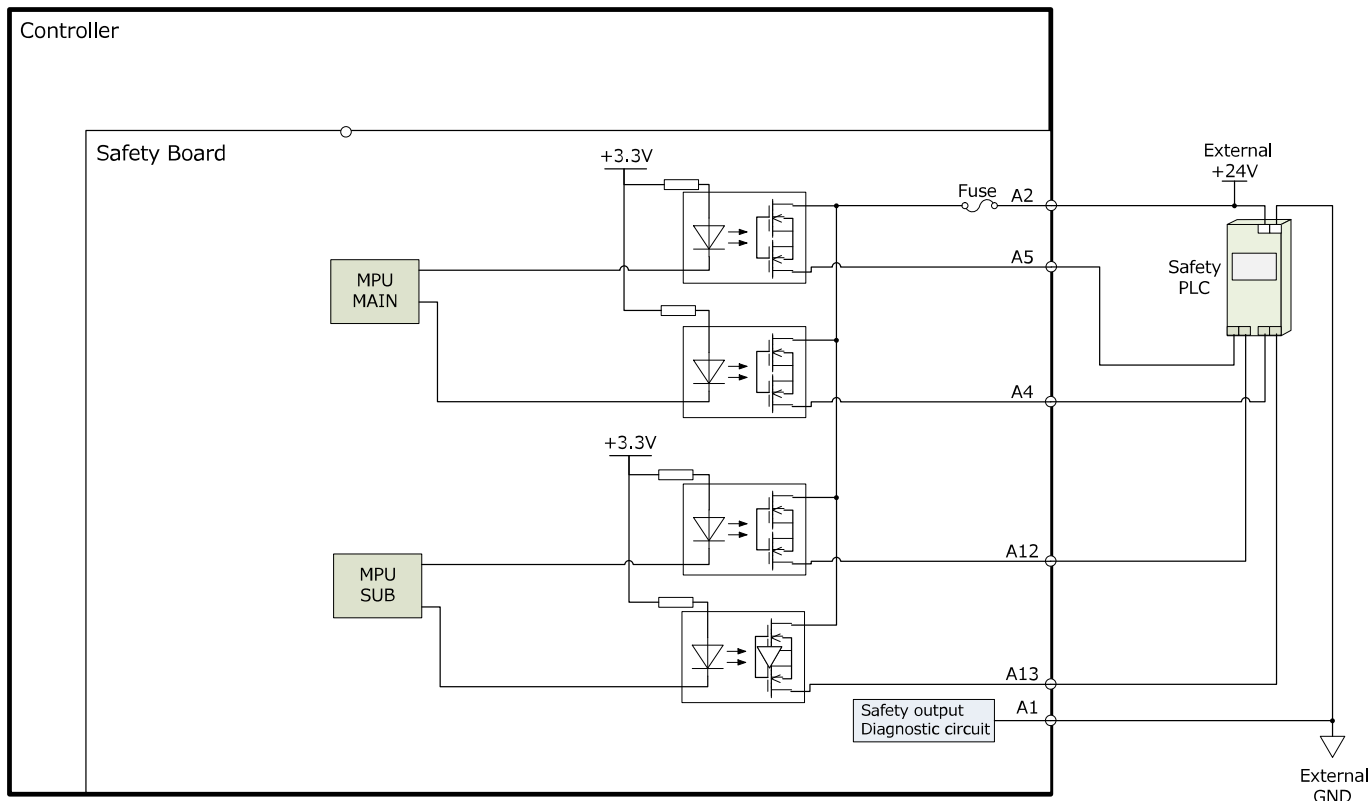 Controller
Safety Board
+3.3V
External
+24V
Fuse
A2
A5
Safety
PLC
MPU
MAIN
A4
+3.3V
A12
MPU
SUB
A13
Safety output
Diagnostic circuit
A1
External
GND